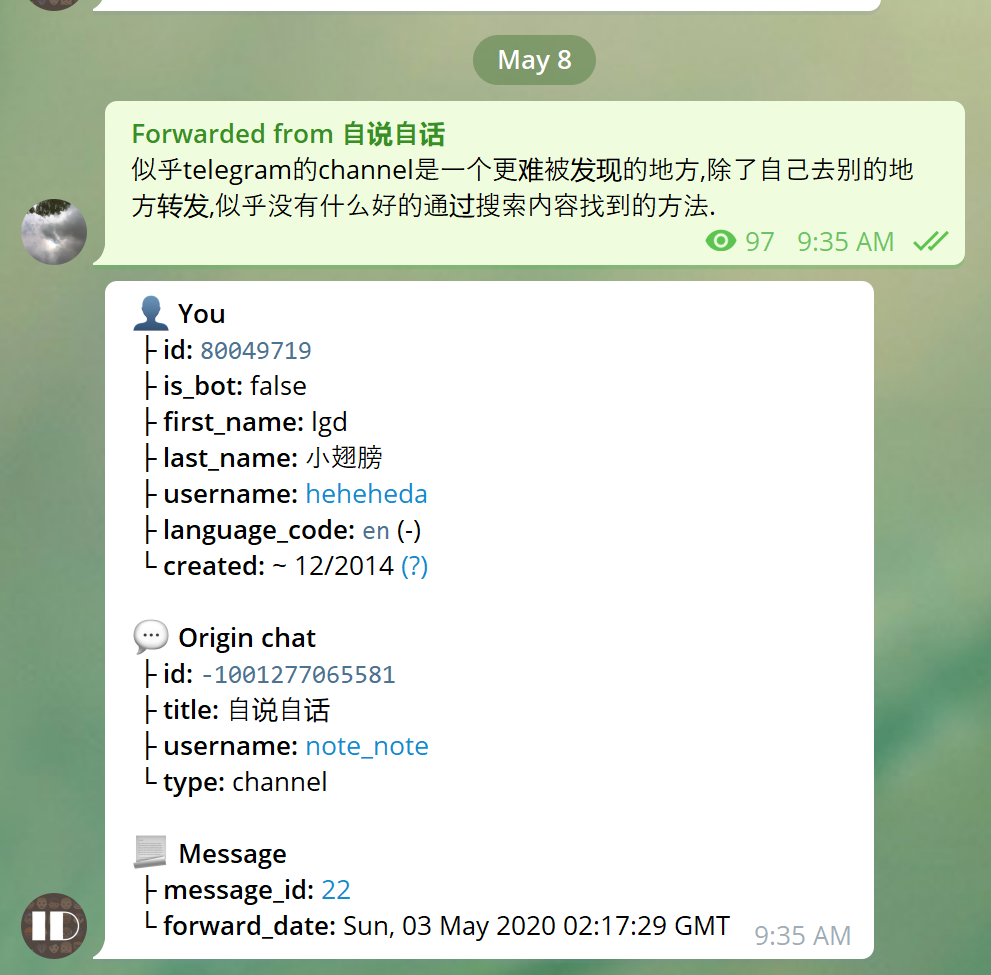 May 8
Forwarded from 自说自话
似乎telegram的channel是一个更难被发现的地方,除了自己去别的地
方转发,似乎没有什么好的通过搜索内容找到的方法.
97 9:35 AM
You
├ id: 80049719
├ is_bot: false
├ first_name: lgd
├ last_name: 小翅膀
├ username: heheheda
├ language_code: en (-)
└ created: ~ 12/2014 (?)
Origin chat
├ id: -1001277065581
├ title: 自说自话
├ username: note_note
└ type: channel
Message
├ message_id: 22
└ forward_date: Sun, 03 May 2020 02:17:29 GMT
9:35 AM
ID